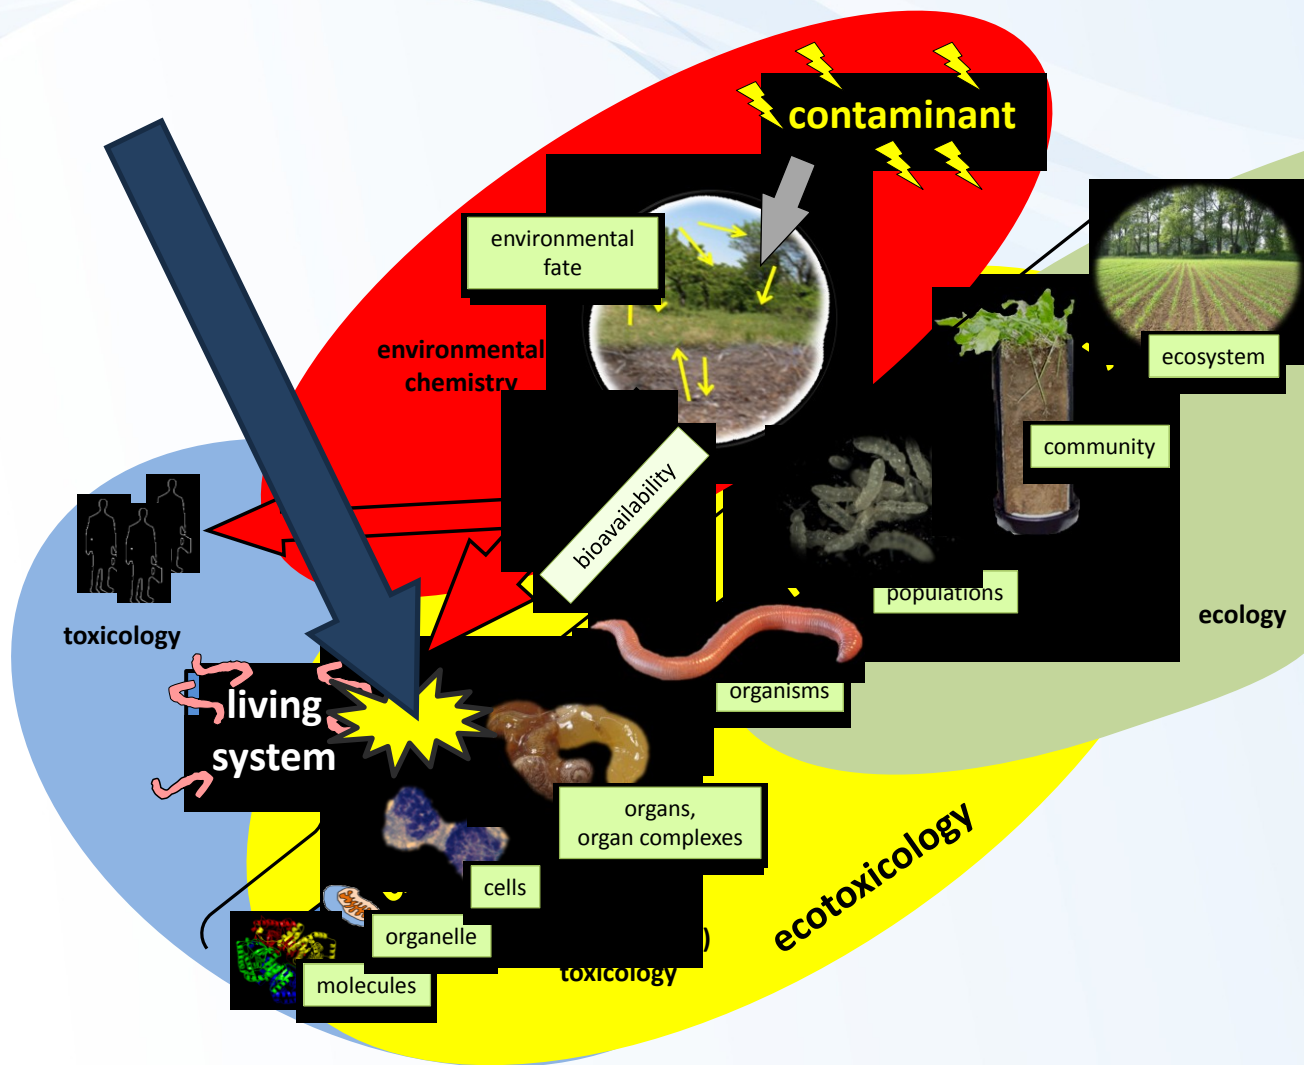 contaminant
environmental
fate
environmental
chemistry
ecosystem
community
bioavailability
populations
ecology
toxicology
organisms
living
system
organs,
organ complexes
cells
ecotoxicology
organelle
)
toxicology
molecules